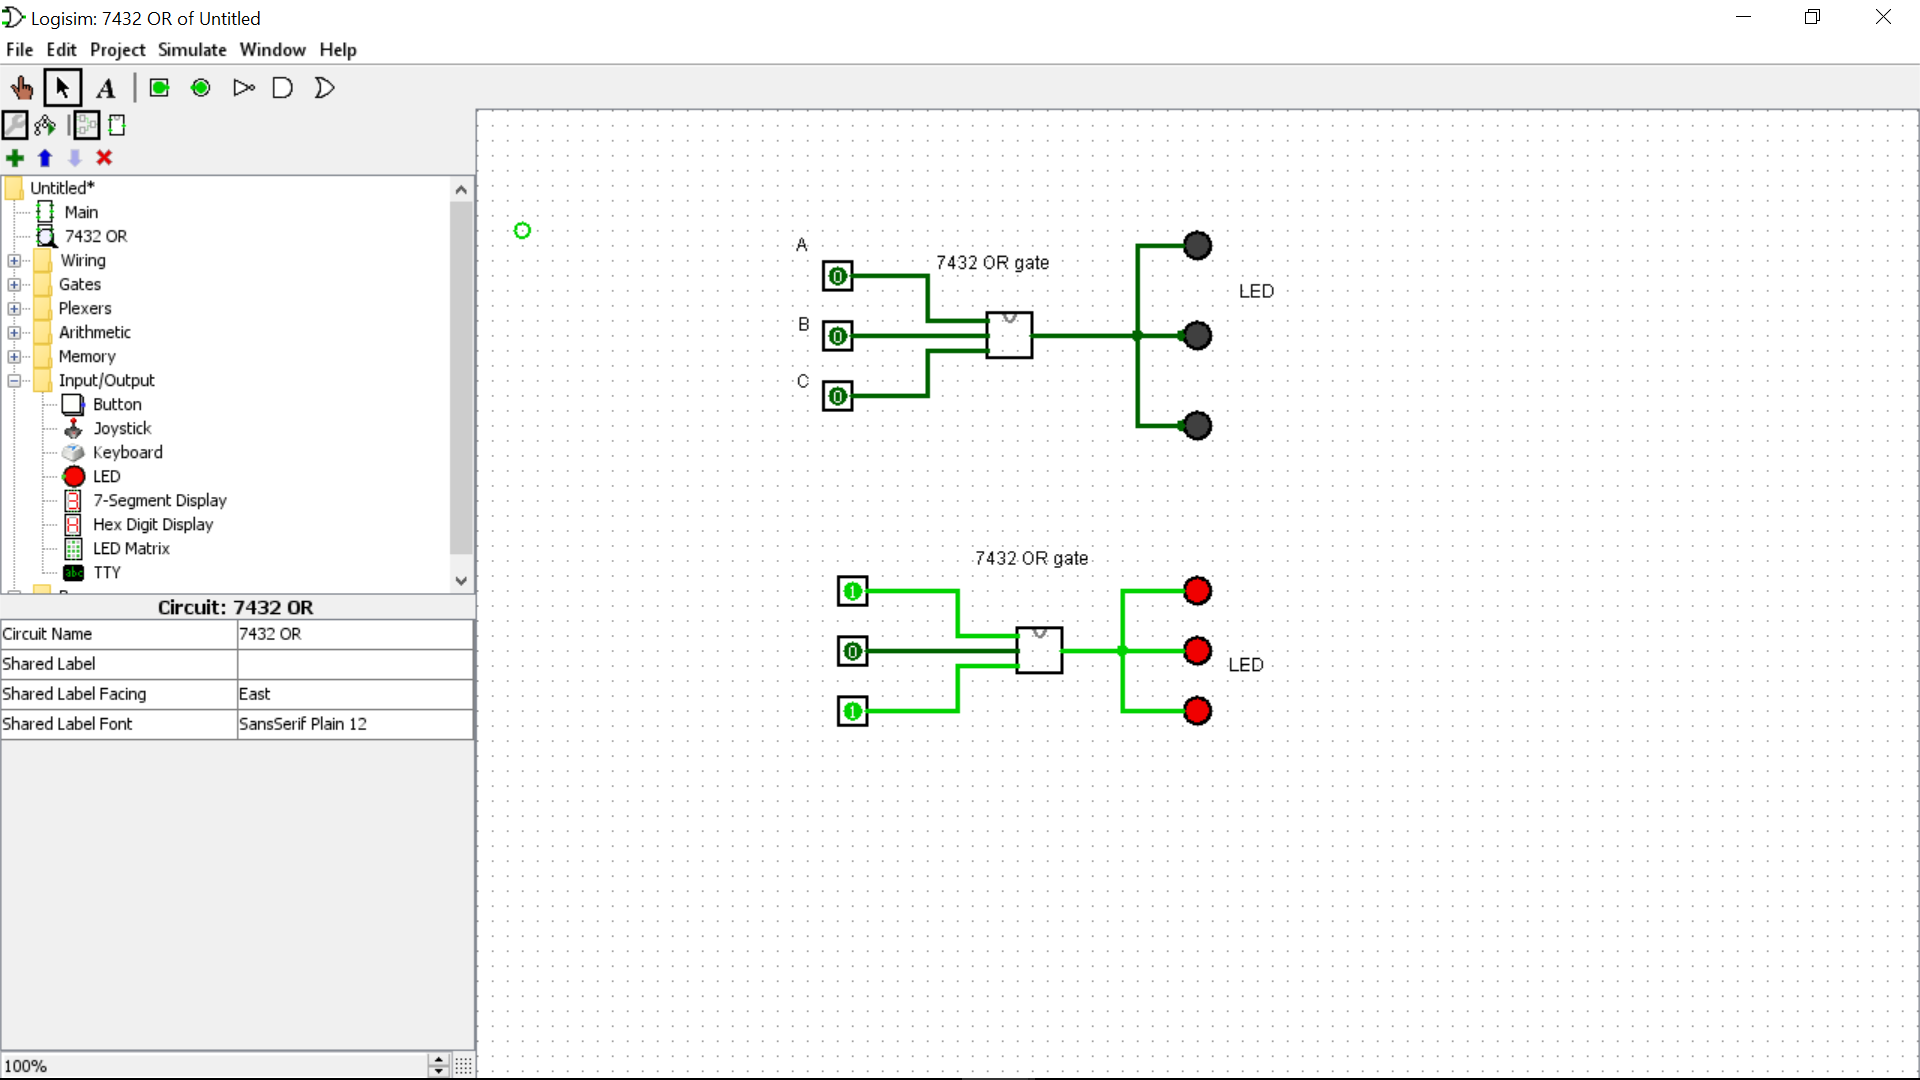 Logisim: 7432 OR of Untitled
File Edit Project Simulate Window Help
A
Untitled*
Main
7432 OR
Wiring
Gates
Plexers
Arithmetic
Memory
Input/Output
Button
Joystick
Keyboard
LED
7-Segment Display
Hex Digit Display
LED Matrix
TTY
Circuit: 7432 OR
Circuit Name 7432 OR
Shared Label
Shared Label Facing East
Shared Label Font SansSerif Plain 12
100%
A
7432 OR gate
0
LED
B
0
C
0
7432 OR gate
1
0
LED
1